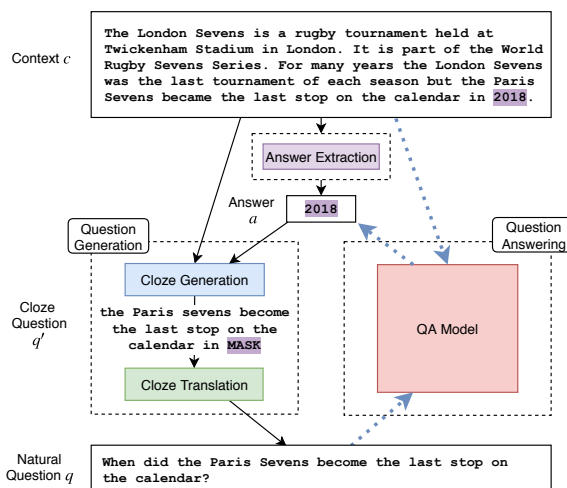 The London Sevens is a rugby tournament held at
Twickenham Stadium in London. It is part of the World
Rugby Sevens Series. For many years the London Sevens
was the last tournament of each season but the Paris
Sevens became the last stop on the calendar in 2018.
Context c
Answer Extraction
Answer
a
2018
Question
Generation
Question
Answering
Cloze Generation
the Paris sevens become
the last stop on the
calendar in MASK
Cloze
Question
q'
QA Model
Cloze Translation
Natural
Question q
When did the Paris Sevens become the last stop on
the calendar?